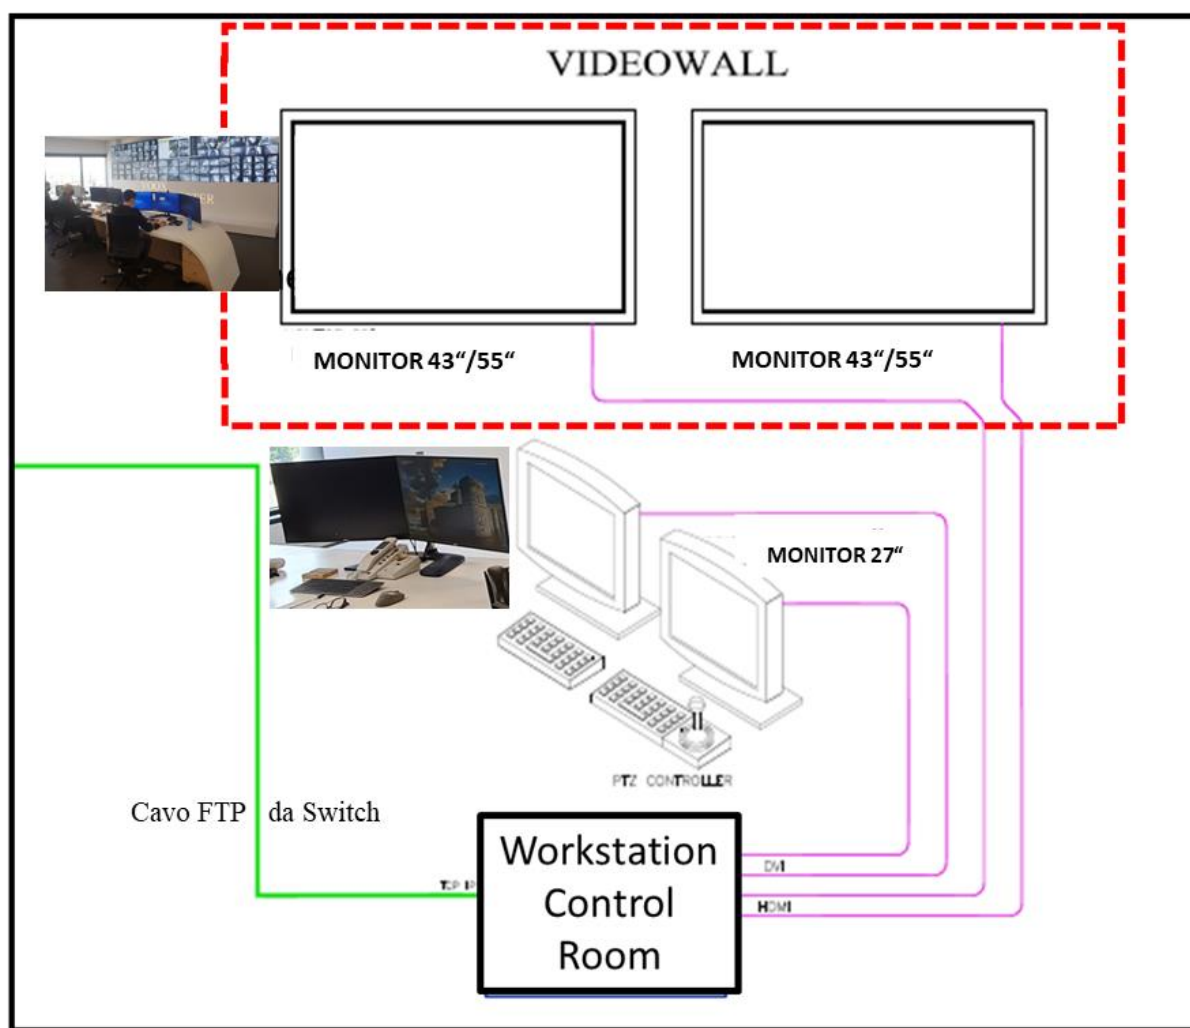 VIDEOWALL
MONITOR 43“/55“
MONITOR 43“/55“
MONITOR 27“
PTZ CONTROLLER
Cavo FTP da Switch
TCP IP
Workstation
Control
Room
DVI
HDMI